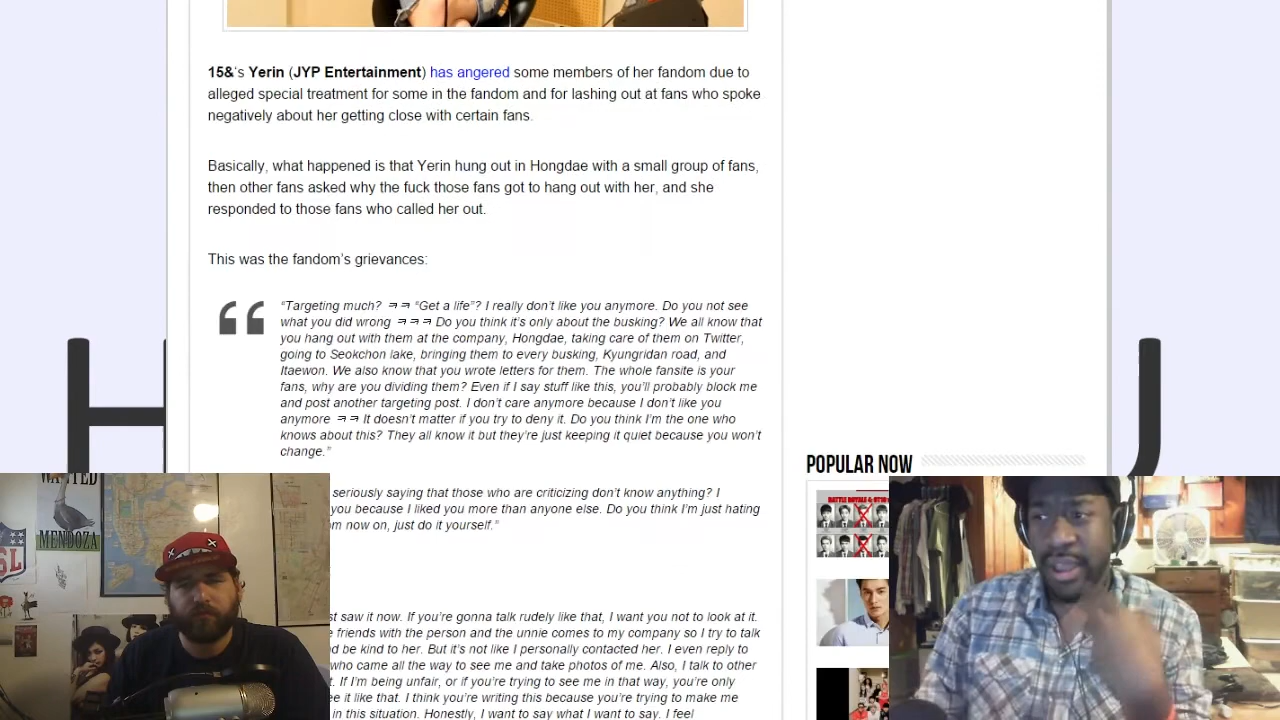 15&'s Yerin (JYP Entertainment) has angered some members of her fandom due to
alleged special treatment for some in the fandom and for lashing out at fans who spoke
negatively about her getting close with certain fans.
Basically, what happened is that Yerin hung out in Hongdae with a small group of fans,
then other fans asked why the fuck those fans got to hang out with her, and she
responded to those fans who called her out.
This was the fandom's grievances:
“Targeting much? ㅋㅋ “Get a life”? I really don't like you anymore. Do you not see
what you did wrong ㅋㅋㅋ Do you think it's only about the busking? We all know that
you hang out with them at the company, Hongdae, taking care of them on Twitter,
going to Seokchon lake, bringing them to every busking, Kyungridan road, and
Itaewon. We also know that you wrote letters for them. The whole fansite is your
fans, why are you dividing them? Even if I say stuff like this, you'll probably block me
and post another targeting post. I don't care anymore because I don't like you
anymore ㅋㅋ It doesn't matter if you try to deny it. Do you think I'm the one who
knows about this? They all know it but they're just keeping it quiet because you won't
change.”
seriously saying that those who are criticizing don't know anything? I
you because I liked you more than anyone else. Do you think I'm just hating
from now on, just do it yourself.”
saw it now. If you're gonna talk rudely like that, I want you not to look at it.
friends with the person and the unnie comes to my company so I try to talk
be kind to her. But it's not like I personally contacted her. I even reply to
who came all the way to see me and take photos of me. Also, I talk to other
If I'm being unfair, or if you're trying to see me in that way, you're only
it like that. I think you're writing this because you're trying to make me
in this situation. Honestly, I want to say what I want to say. I feel
POPULAR NOW
H
J
WANTED
MENDOZA
SL